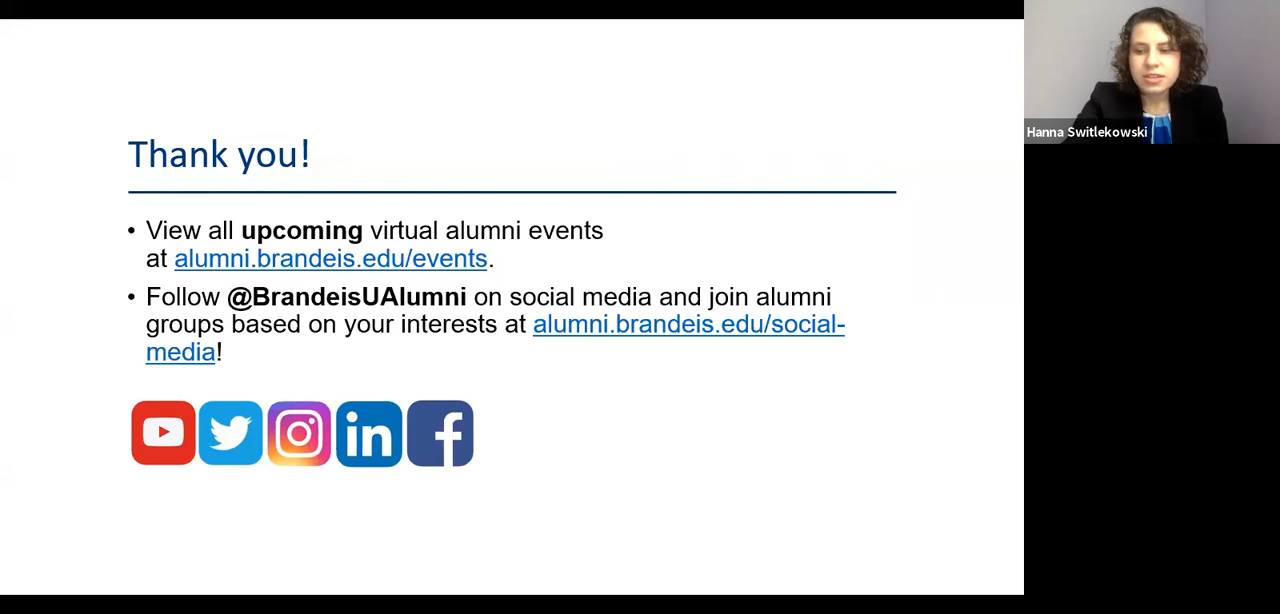 Thank you!
• View all upcoming virtual alumni events
at alumni.brandeis.edu/events.
• Follow @BrandeisUAlumni on social media and join alumni
groups based on your interests at alumni.brandeis.edu/social-
media!
in f
Hanna Switlekowski